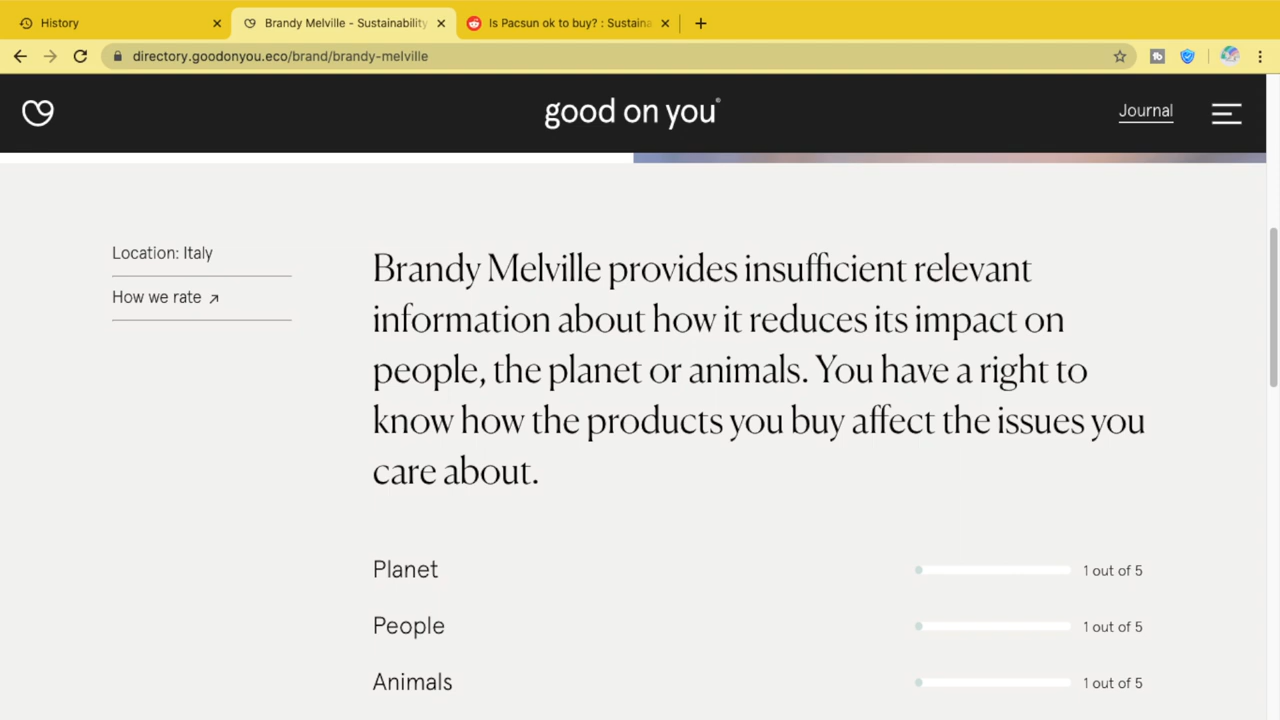 History
Brandy Melville - Sustainability
Is Pacsun ok to buy? : Sustaina
directory.goodonyou.eco/brand/brandy-melville
good on you®
Journal
Location: Italy
How we rate ↗
Brandy Melville provides insufficient relevant
information about how it reduces its impact on
people, the planet or animals. You have a right to
know how the products you buy affect the issues you
care about.
Planet
1 out of 5
People
1 out of 5
Animals
1 out of 5